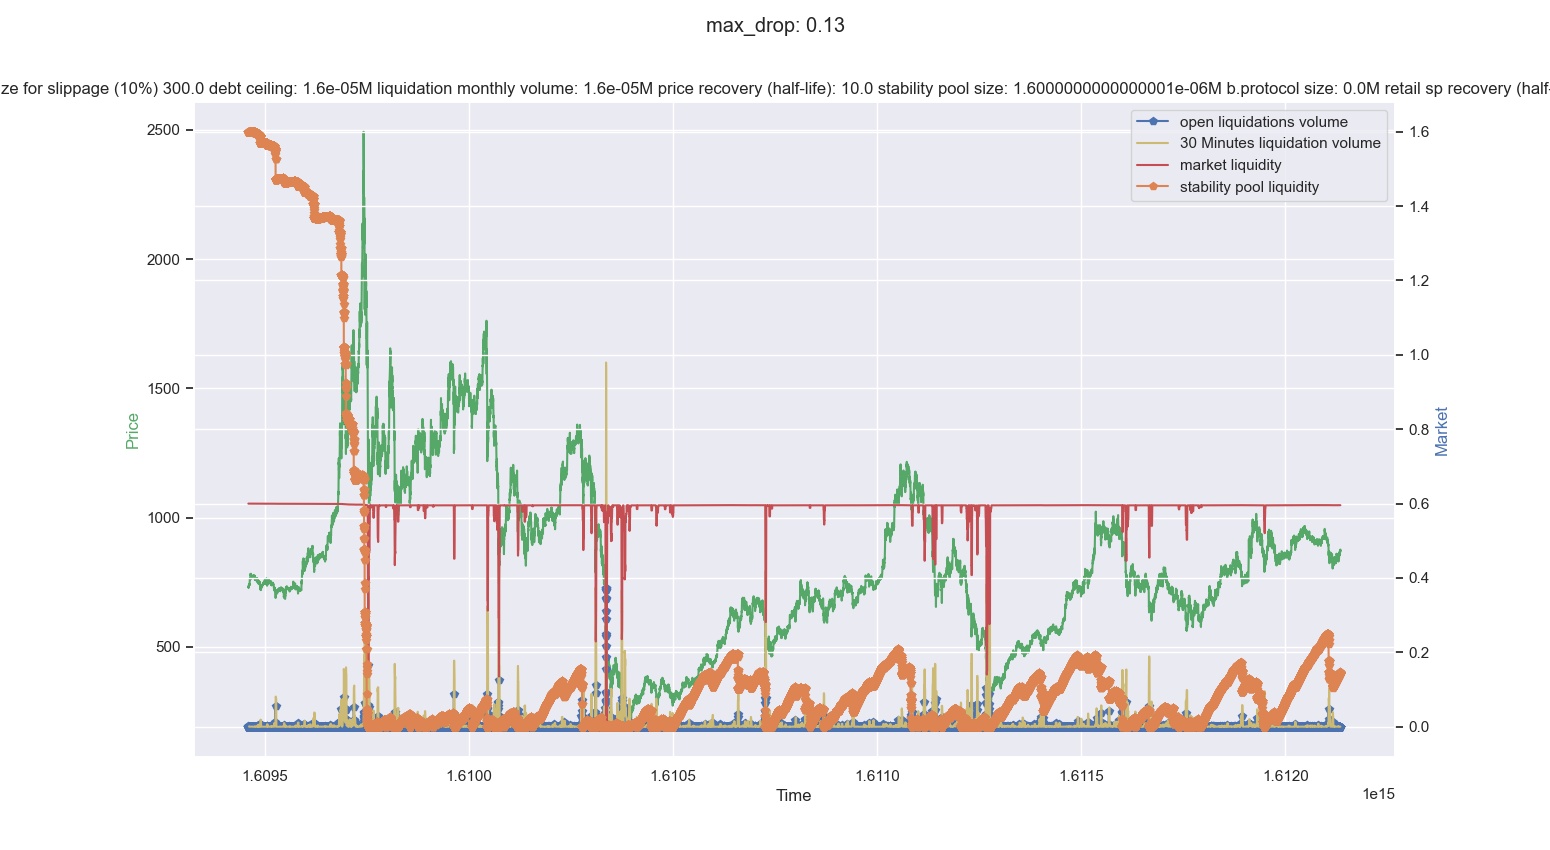 max_drop: 0.13
ze for slippage (10%) 300.0 debt ceiling: 1.6e-05M liquidation monthly volume: 1.6e-05M price recovery (half-life): 10.0 stability pool size: 1.6000000000000001e-06M b.protocol size: 0.0M retail sp recovery (half-
open liquidations volume
30 Minutes liquidation volume
market liquidity
stability pool liquidity
2500
2000
1500
1000
500
Price
1.6
1.4
1.2
1.0
0.8
0.6
0.4
0.2
0.0
Market
1.6095 1.6100 1.6105 1.6110 1.6115 1.6120
1e15
Time